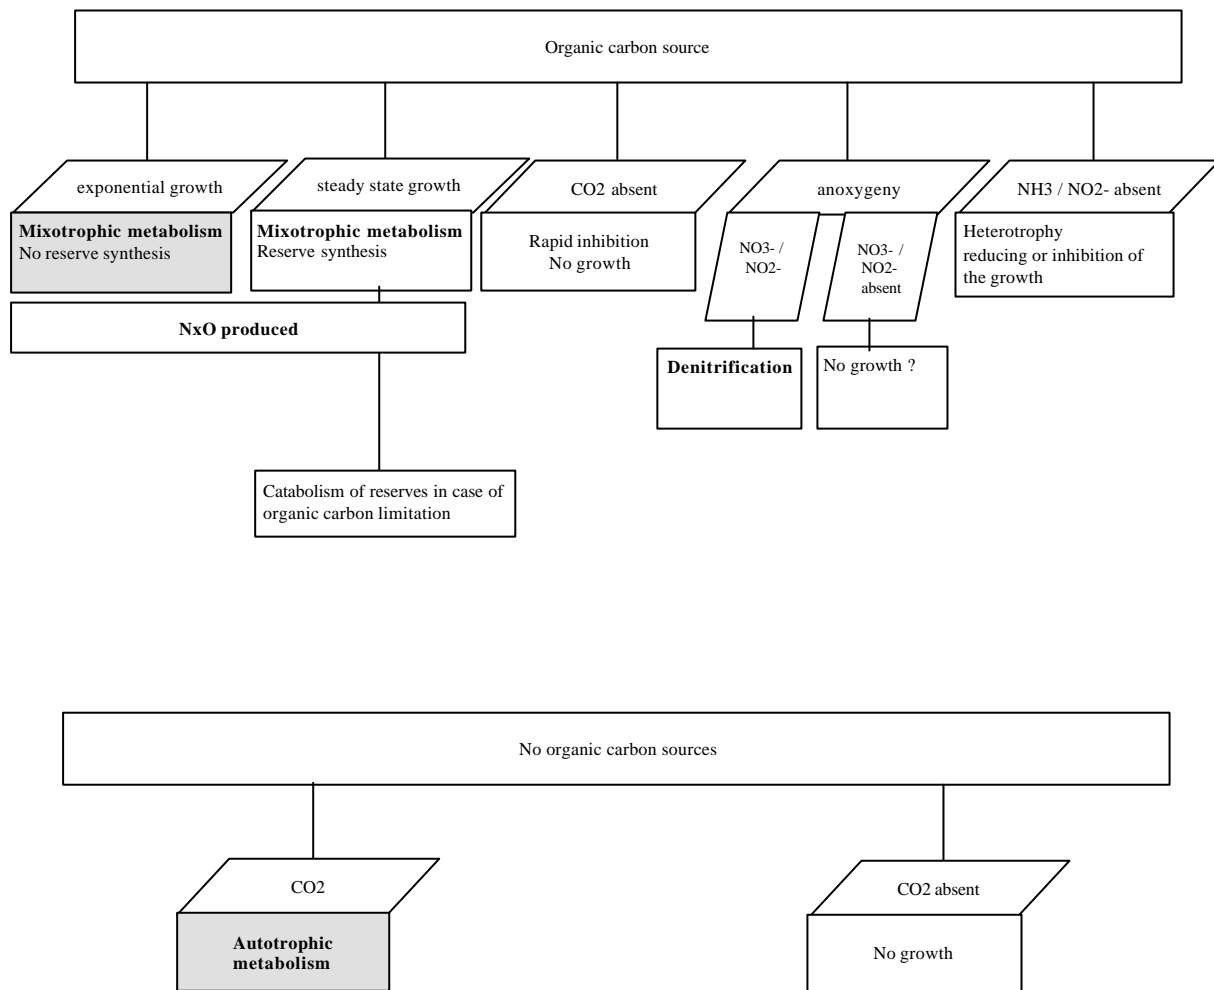 Organic carbon source
exponential growth
steady state growth
CO2 absent
anoxygeny
NH3 / NO2- absent
Mixotrophic metabolism
No reserve synthesis
Mixotrophic metabolism
Reserve synthesis
Rapid inhibition
No growth
NO3- /
NO2-
NO3- /
NO2-
absent
Heterotrophy
reducing or inhibition of
the growth
NxO produced
Denitrification
No growth ?
Catabolism of reserves in case of
organic carbon limitation
No organic carbon sources
CO2
CO2 absent
Autotrophic
metabolism
No growth